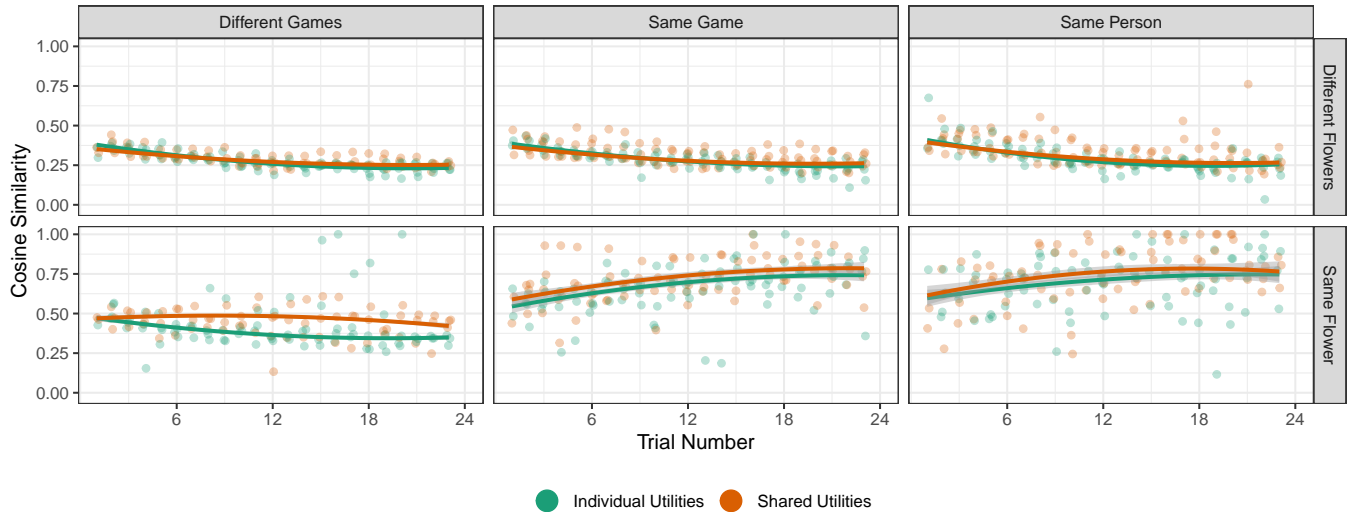 Different Games Same Game Same Person
1.00
0.75
0.50
0.25
0.00
Different Flowers
1.00
0.75
0.50
0.25
0.00
Same Flower
Cosine Similarity
6 12 18 24 6 12 18 24 6 12 18 24
Trial Number
Individual Utilities Shared Utilities